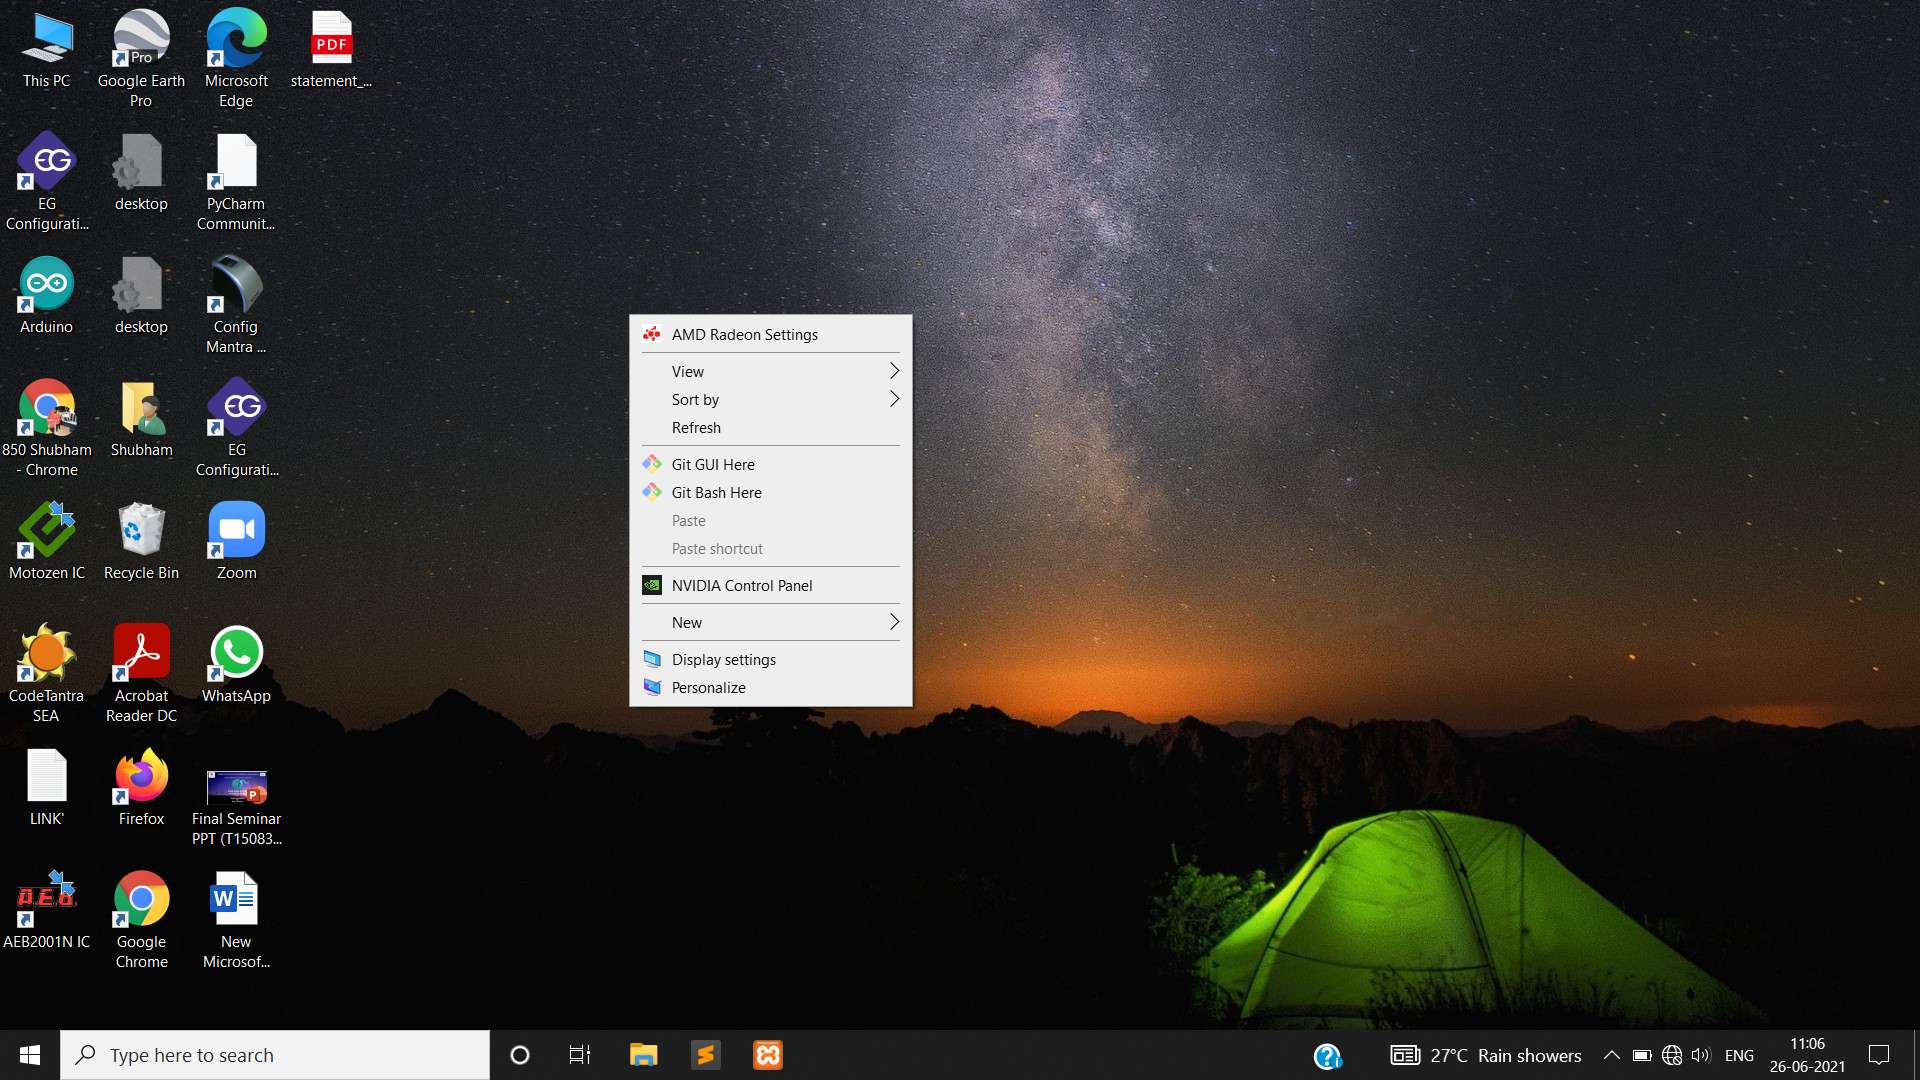 This PC
Pro
Google Earth
Pro
Microsoft
Edge
PDF
statement_...
EG
EG
Configurati...
desktop
PyCharm
Communit...
Arduino
desktop
Config
Mantra ...
850 Shubham
- Chrome
Shubham
EG
EG
Configurati...
Motozen IC
Recycle Bin
Zoom
CodeTantra
SEA
Acrobat
Reader DC
WhatsApp
LINK'
Firefox
P
Final Seminar
PPT (T15083...
A.E.B.
AEB2001N IC
Google
Chrome
W
New
Microsof...
AMD Radeon Settings
View
Sort by
Refresh
Git GUI Here
Git Bash Here
Paste
Paste shortcut
NVIDIA Control Panel
New
Display settings
Personalize
Type here to search
27°C Rain showers
ENG
11:06
26-06-2021